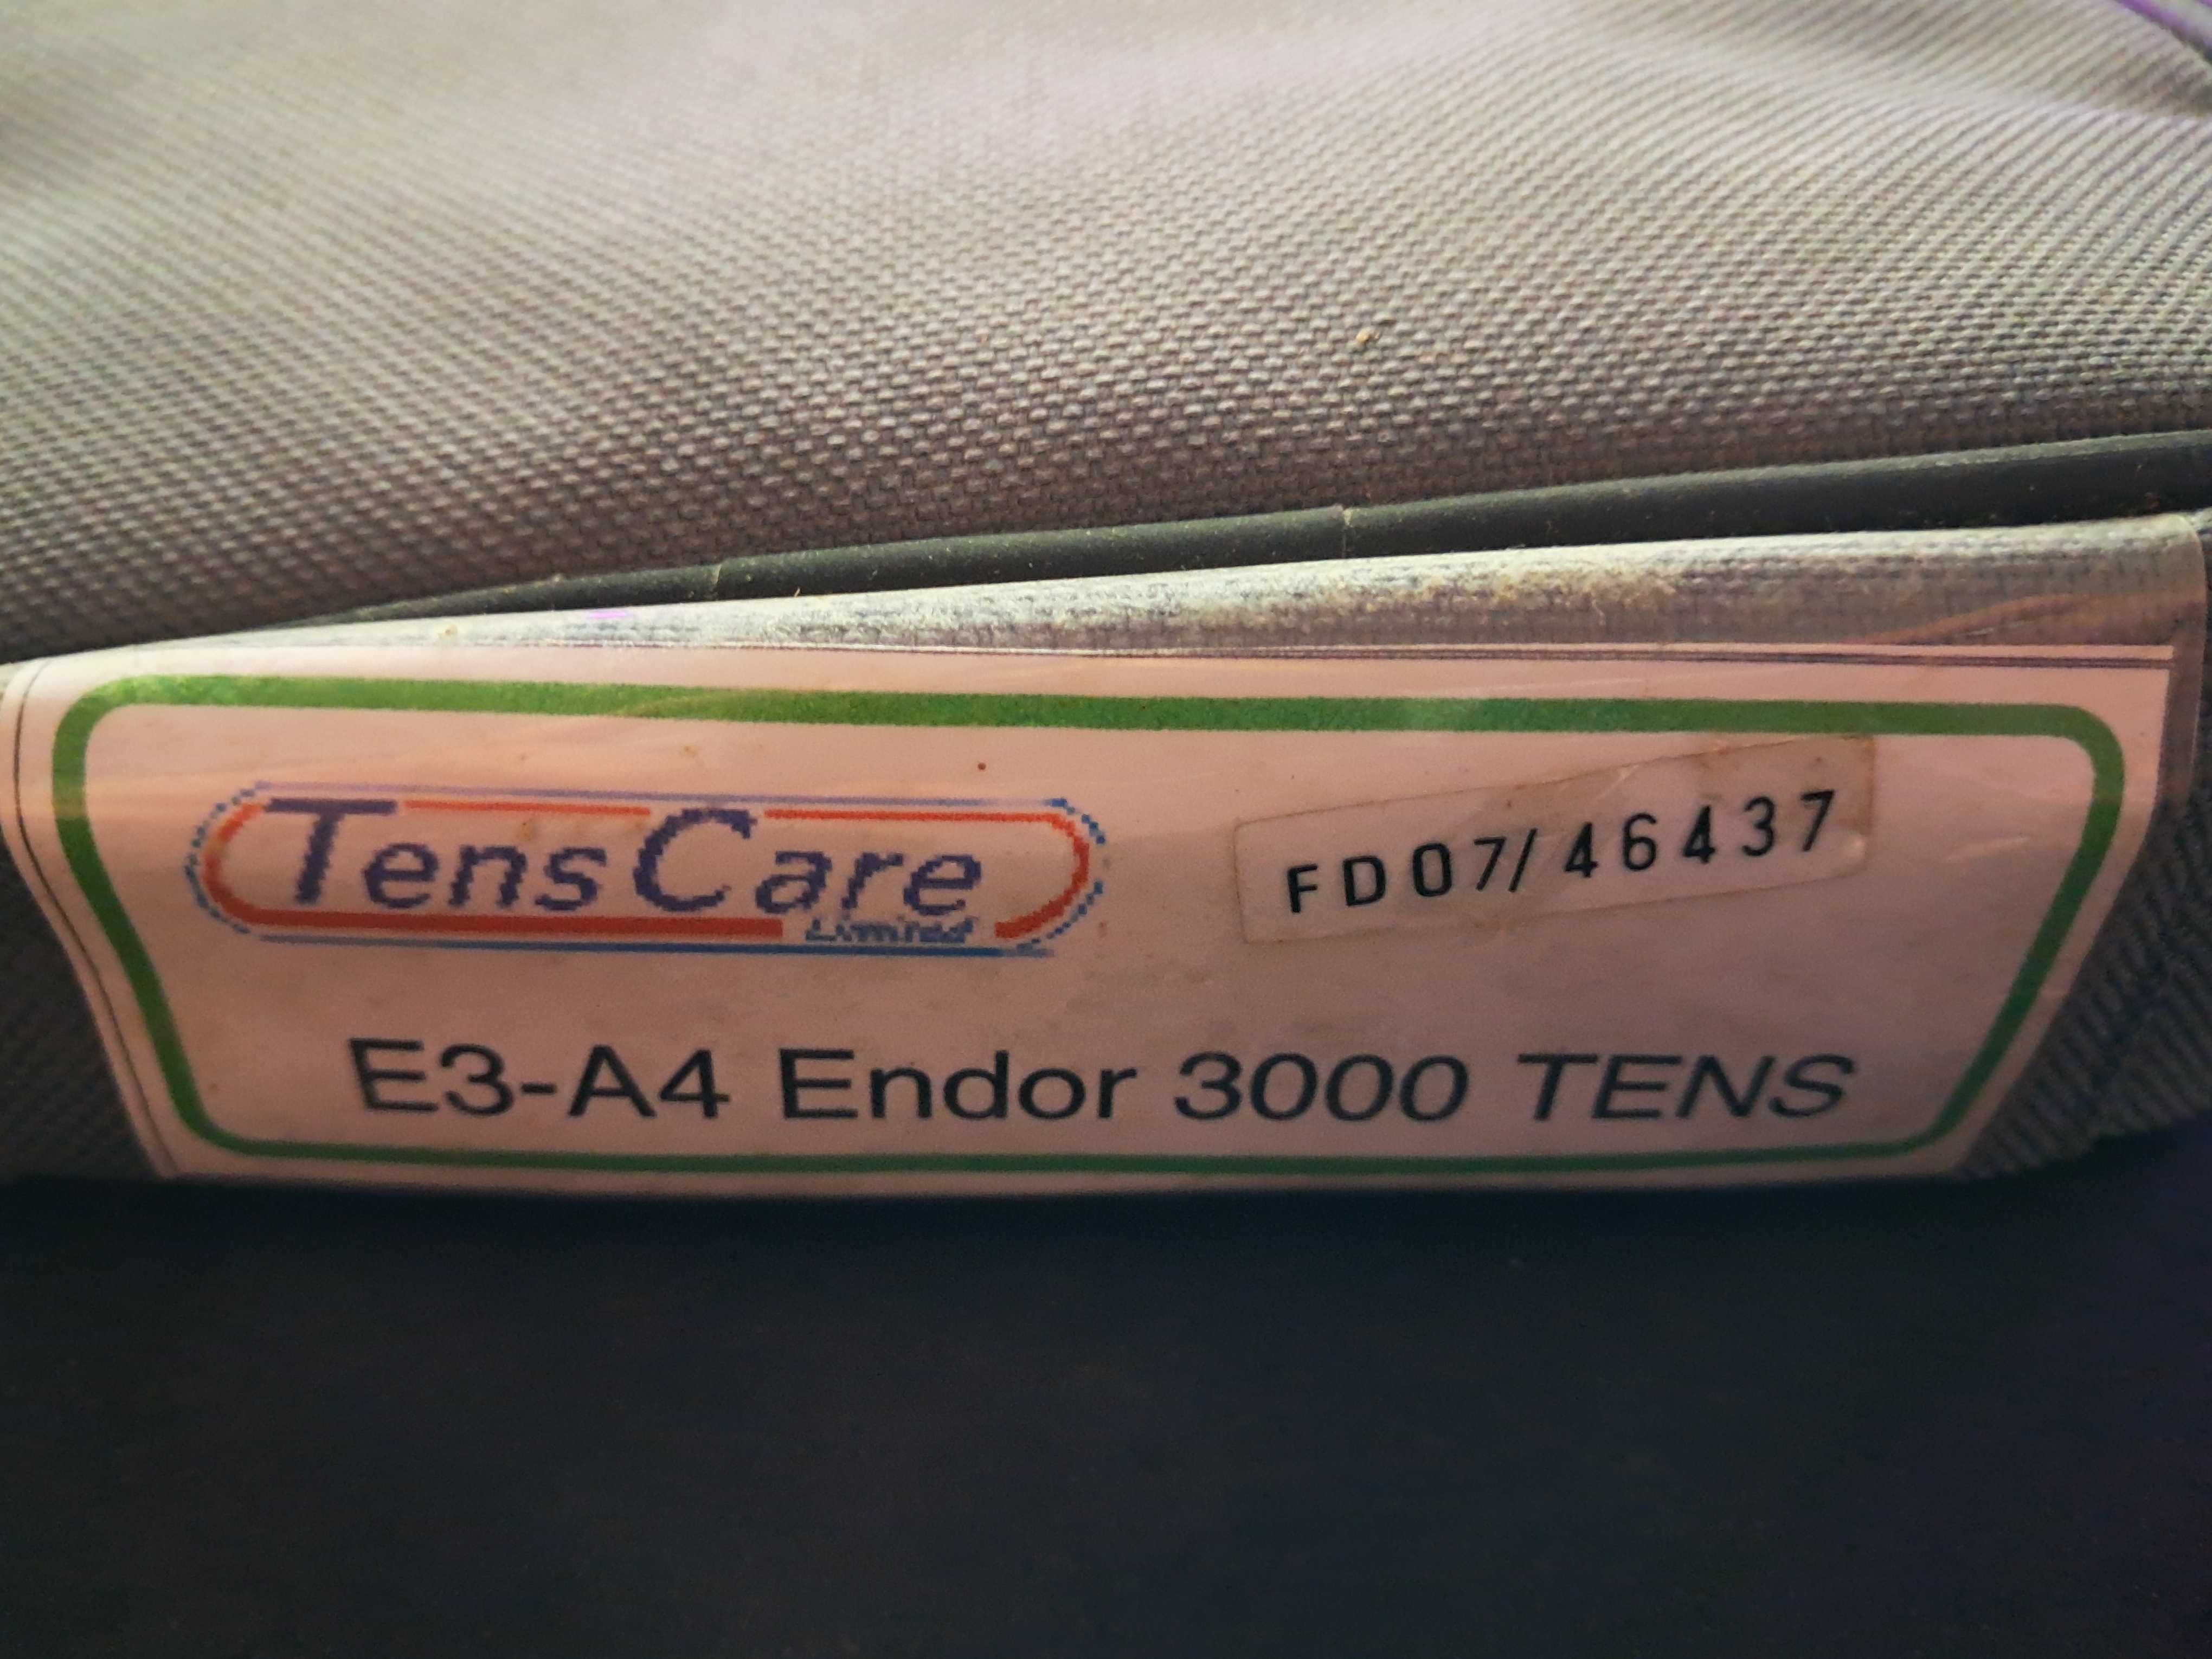 TensCare
Limited
FD07/46437
E3-A4 Endor 3000 TENS